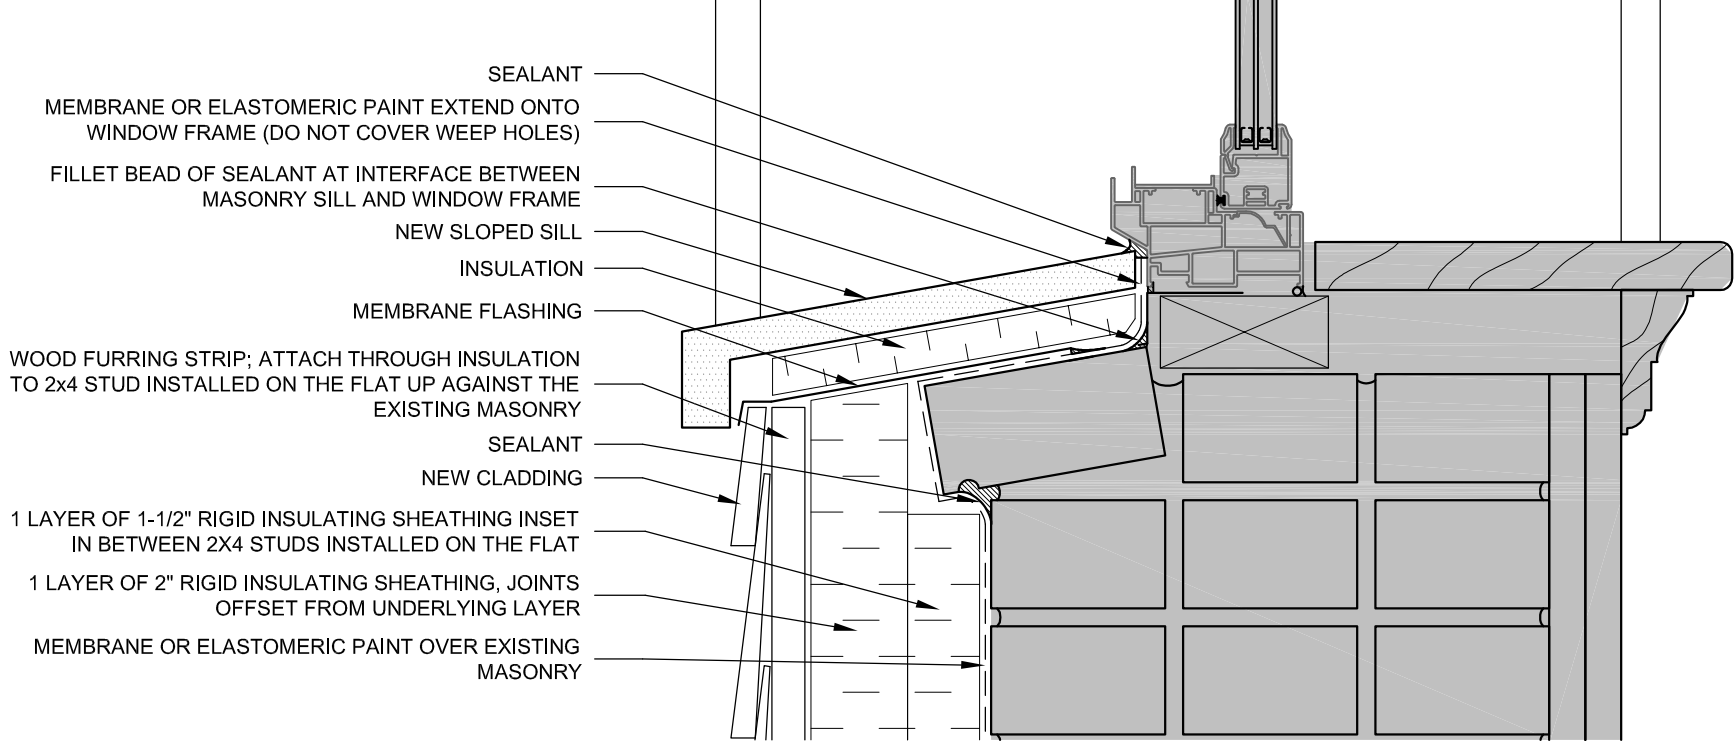 SEALANT
MEMBRANE OR ELASTOMERIC PAINT EXTEND ONTO
WINDOW FRAME (DO NOT COVER WEEP HOLES)
FILLET BEAD OF SEALANT AT INTERFACE BETWEEN
MASONRY SILL AND WINDOW FRAME
NEW SLOPED SILL
INSULATION
MEMBRANE FLASHING
WOOD FURRING STRIP; ATTACH THROUGH INSULATION
TO 2x4 STUD INSTALLED ON THE FLAT UP AGAINST THE
EXISTING MASONRY
SEALANT
NEW CLADDING
1 LAYER OF 1-1/2" RIGID INSULATING SHEATHING INSET
IN BETWEEN 2X4 STUDS INSTALLED ON THE FLAT
1 LAYER OF 2" RIGID INSULATING SHEATHING, JOINTS
OFFSET FROM UNDERLYING LAYER
MEMBRANE OR ELASTOMERIC PAINT OVER EXISTING
MASONRY